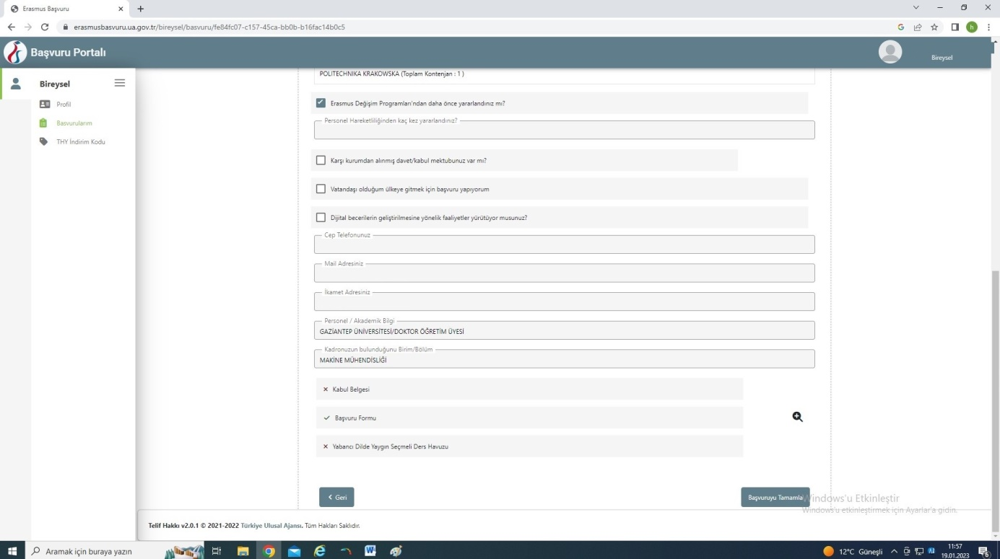 Erasmus Başvuru
erasmusbasvuru.ua.gov.tr/bireysel/basvuru/fe84fc07-c157-45ca-bb0b-b16fac14b0c5
Başvuru Portalı
Bireysel
Bireysel
Profil
Basvurularım
THY İndirim Kodu
POLITECHNIKA KRAKOWSKA (Toplam Kontenjan : 1 )
Erasmus Değişim Programları'ndan daha önce yararlandınız mı?
Personel Hareketliliğinden kaç kez yararlandınız?
Karşı kurumdan alınmış davet/kabul mektubunuz var mı?
Vatandaşı olduğum ülkeye gitmek için başvuru yapıyorum
Dijital becerilerin geliştirilmesine yönelik faaliyetler yürütüyor musunuz?
Cep Telefonunuz
Mail Adresiniz
İkamet Adresiniz
Personel / Akademik Bilgi
GAZİANTEP ÜNİVERSİTESİ/DOKTOR ÖĞRETİM ÜYESİ
Kadronuzun bulunduğunu Birim/Bölüm
MAKİNE MÜHENDİSLİĞİ
Kabul Belgesi
Başvuru Formu
Yabancı Dilde Yaygın Seçmeli Ders Havuzu
Geri
Başvuruyu Tamamla
Windows'u Etkinleştir
Windows'u etkinleştirmek için Ayarlar'a gidin.
Telif Hakkı v2.0.1 © 2021-2022 Türkiye Ulusal Ajansı. Tüm Hakları Saklıdır.
Aramak için buraya yazın
12°C Güneşli
11:57
19.01.2023
6